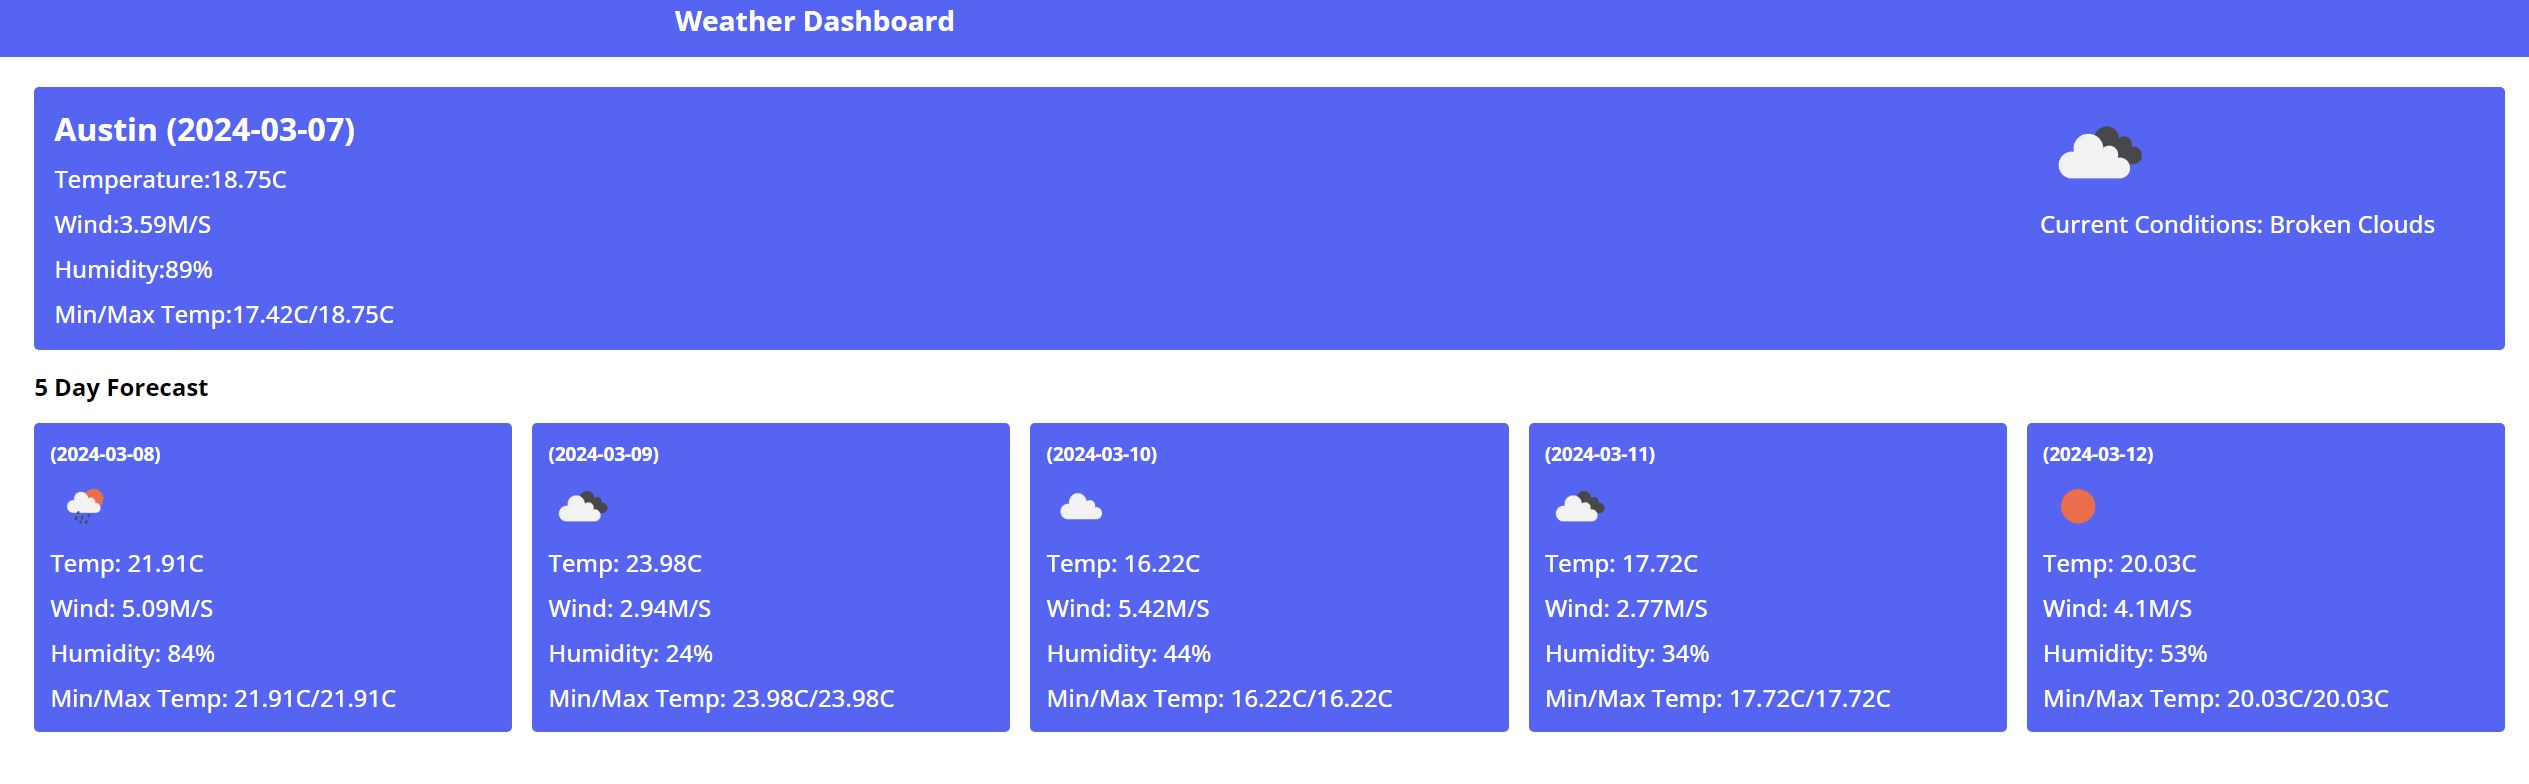 Weather Dashboard
Austin (2024-03-07)
Temperature:18.75C
Wind:3.59M/S
Humidity:89%
Min/Max Temp:17.42C/18.75C
Current Conditions: Broken Clouds
5 Day Forecast
(2024-03-08)
Temp: 21.91C
Wind: 5.09M/S
Humidity: 84%
Min/Max Temp: 21.91C/21.91C
(2024-03-09)
Temp: 23.98C
Wind: 2.94M/S
Humidity: 24%
Min/Max Temp: 23.98C/23.98C
(2024-03-10)
Temp: 16.22C
Wind: 5.42M/S
Humidity: 44%
Min/Max Temp: 16.22C/16.22C
(2024-03-11)
Temp: 17.72C
Wind: 2.77M/S
Humidity: 34%
Min/Max Temp: 17.72C/17.72C
(2024-03-12)
Temp: 20.03C
Wind: 4.1M/S
Humidity: 53%
Min/Max Temp: 20.03C/20.03C